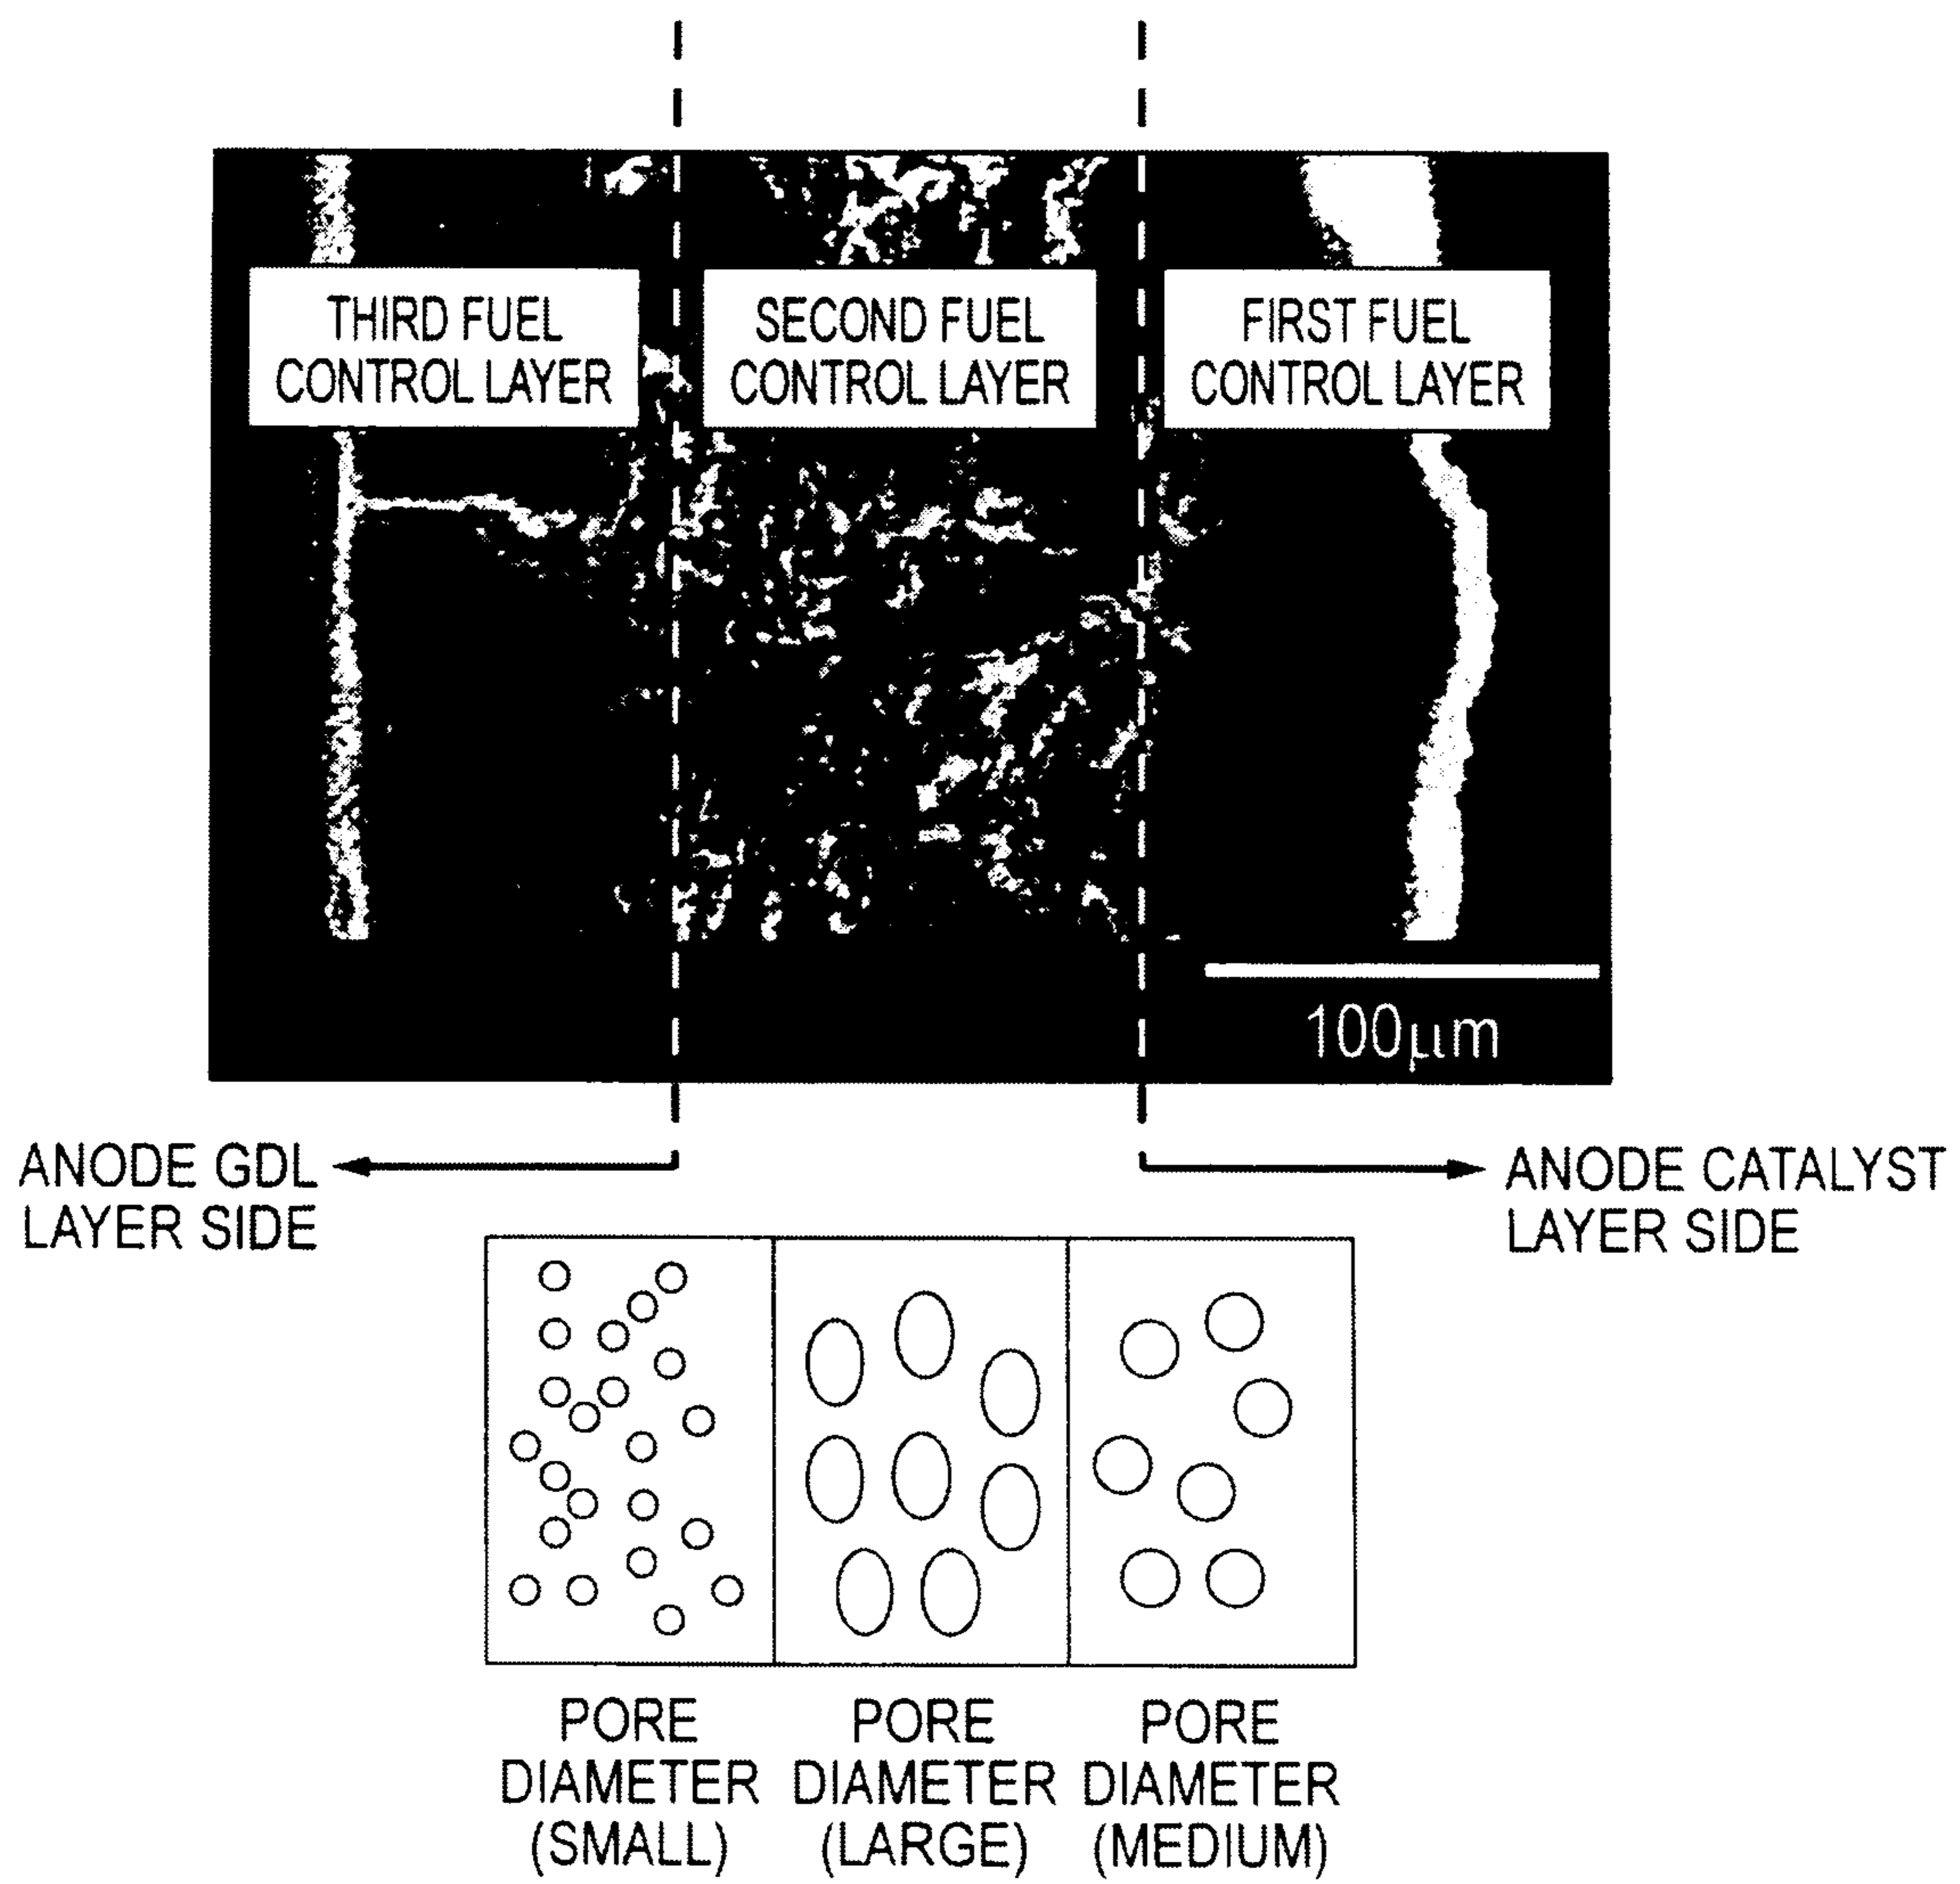 THIRD FUEL
CONTROL LAYER
SECOND FUEL
CONTROL LAYER
FIRST FUEL
CONTROL LAYER
100μm
ANODE GDL
LAYER SIDE
ANODE CATALYST
LAYER SIDE
PORE
DIAMETER
(SMALL)
PORE
DIAMETER
(LARGE)
PORE
DIAMETER
(MEDIUM)